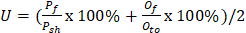 U = (P_f/P_sh x 100% + O_f/O_to x 100%)/2